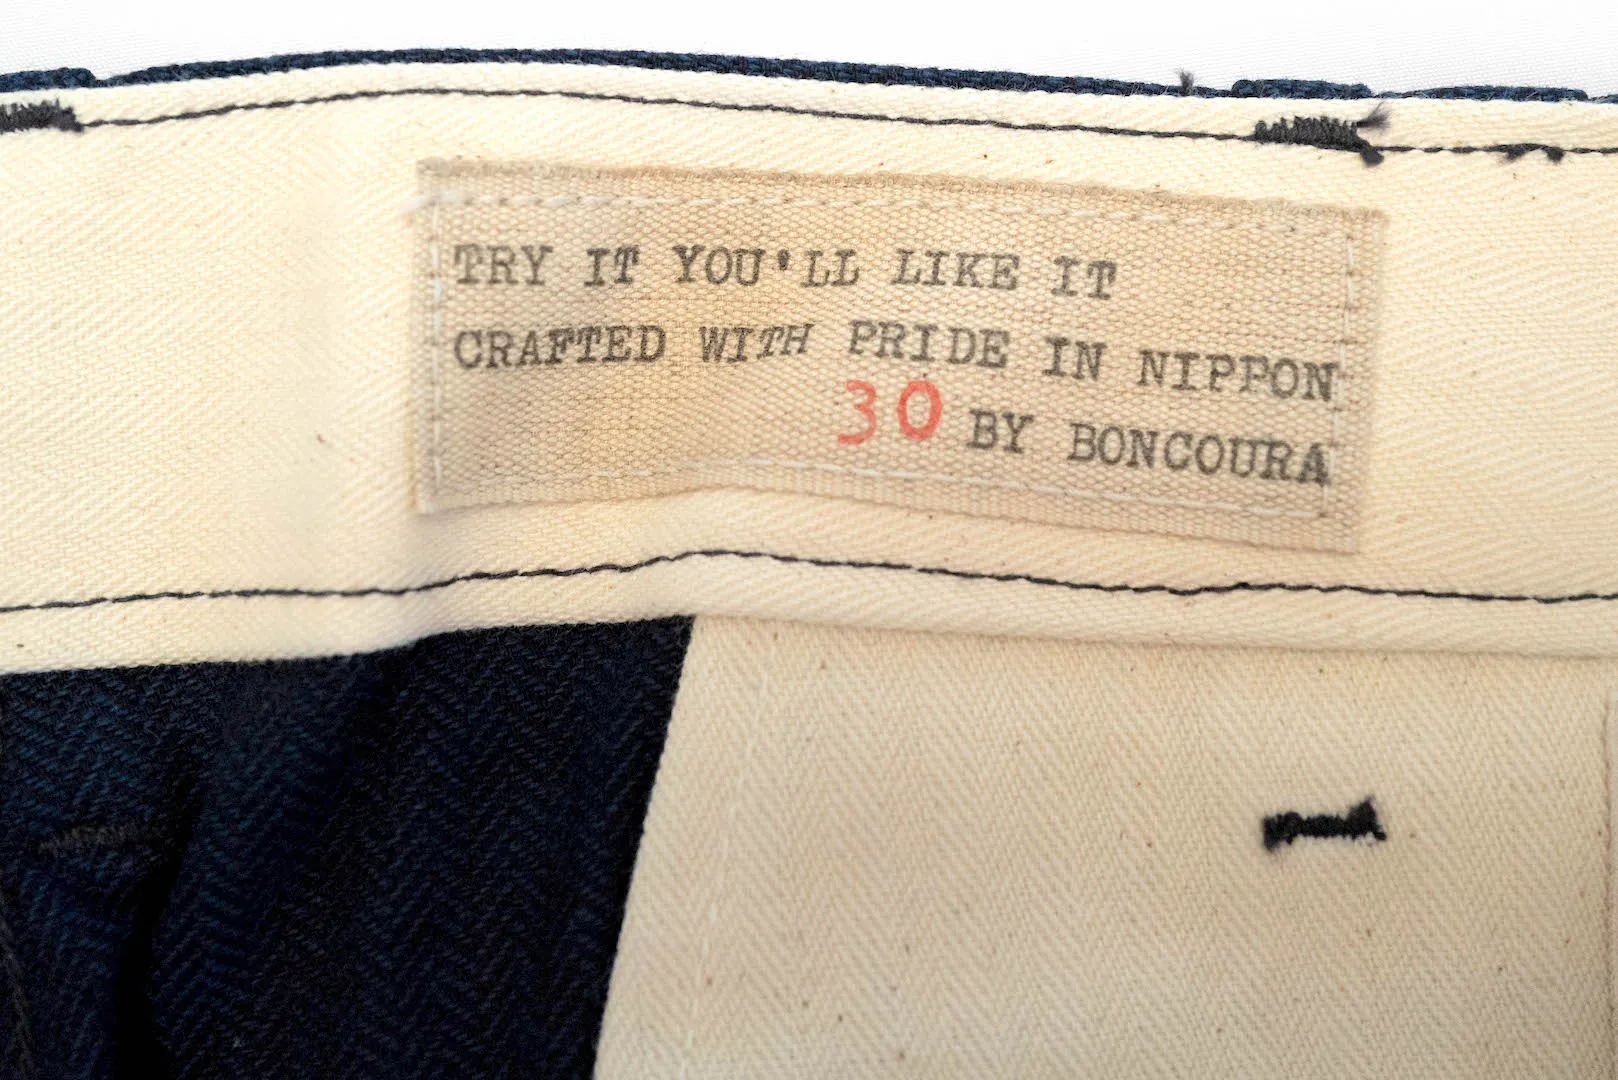 TRY IT YOU'LL LIKE IT
CRAFTED WITH PRIDE IN NIPPON
30 BY BONCOURA